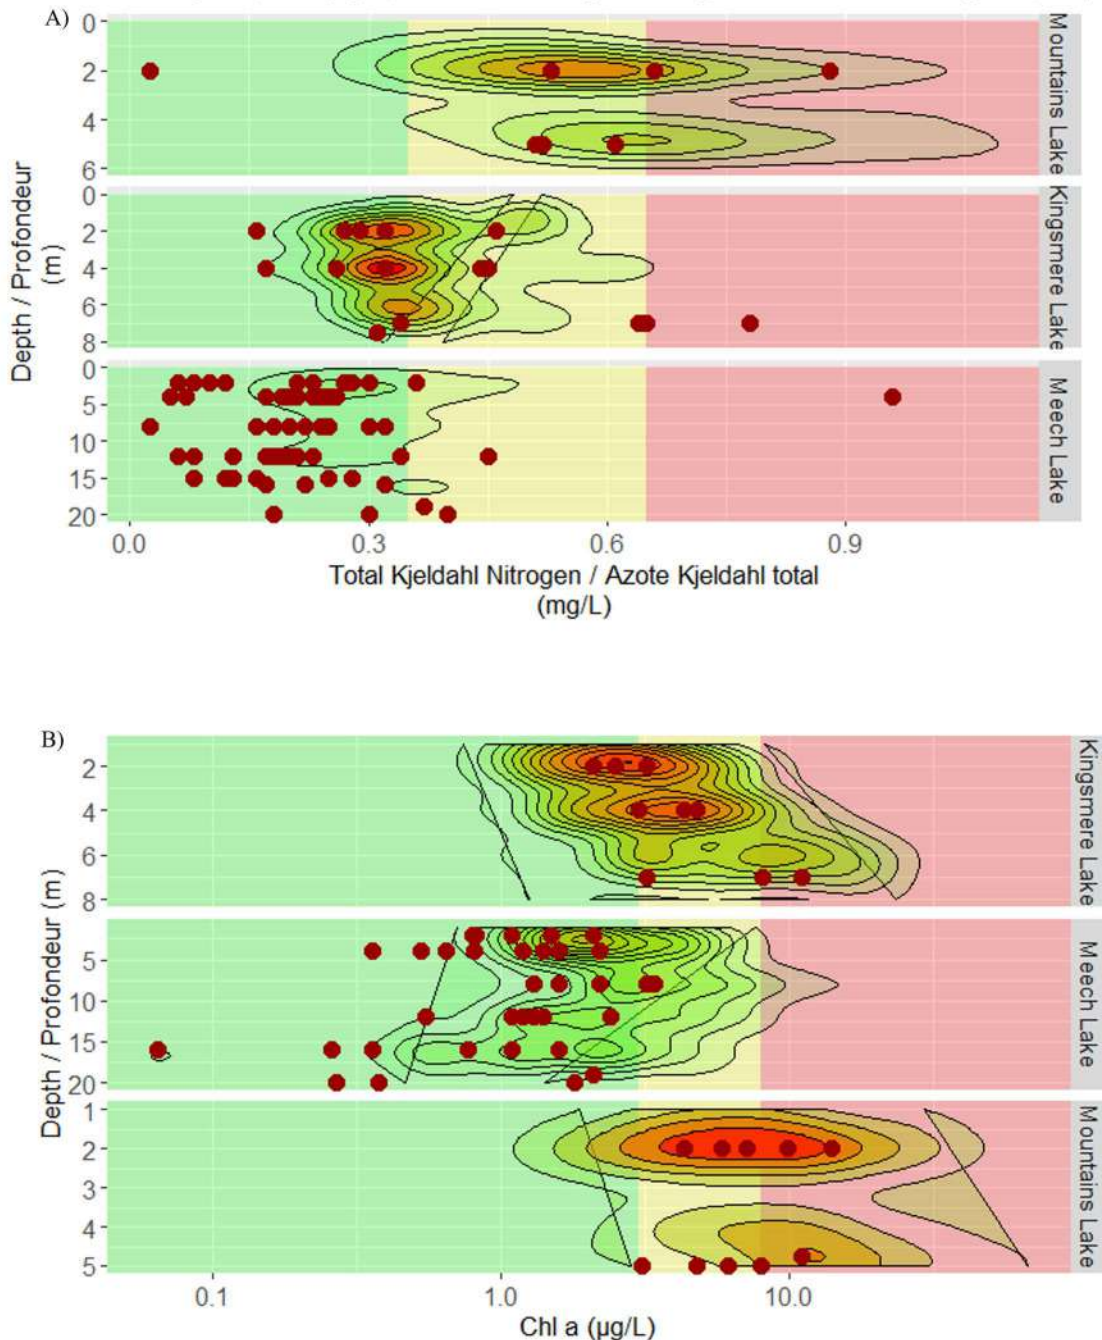 A)
0
2
4
6
Mountains Lake
0
2
4
6
8
Kingsmere Lake
0
5
10
15
20
Meech Lake
Depth / Profondeur
(m)
0.0 0.3 0.6 0.9
Total Kjeldahl Nitrogen / Azote Kjeldahl total
(mg/L)
B)
2
4
6
8
Kingsmere Lake
5
10
15
20
Meech Lake
1
2
3
4
5
Mountains Lake
Depth / Profondeur (m)
0.1 1.0 10.0
Chl a (µg/L)